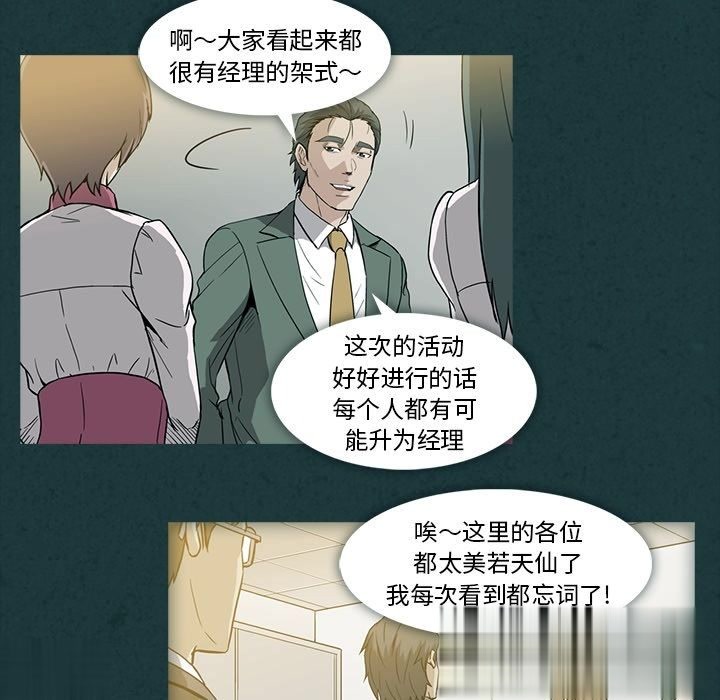 啊～大家看起来都
很有经理的架式～
这次的活动
好好进行的话
每个人都有可
能升为经理
唉～这里的各位
都太美若天仙了
我每次看到都忘词了!